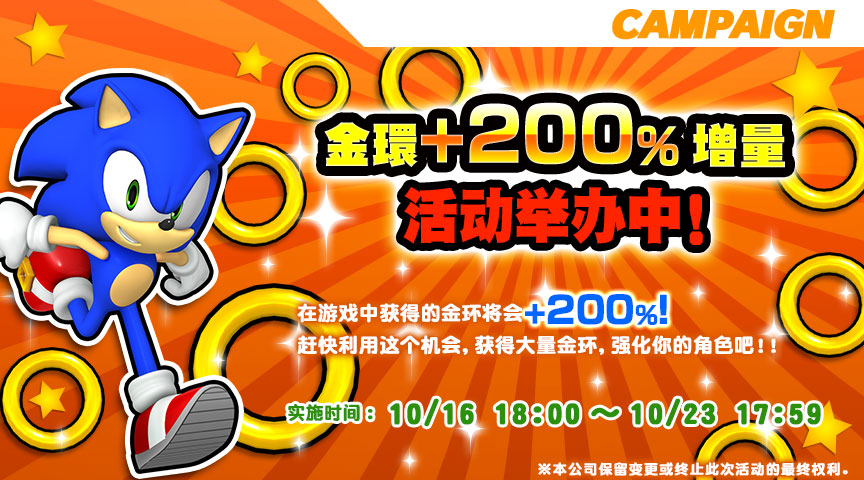 CAMPAIGN
金環+200%增量
活动举办中!
在游戏中获得的金环将会+200%!
赶快利用这个机会,获得大量金环,强化你的角色吧!!
实施时间:10/16 18:00～10/23 17:59
※本公司保留变更或终止此次活动的最终权利。